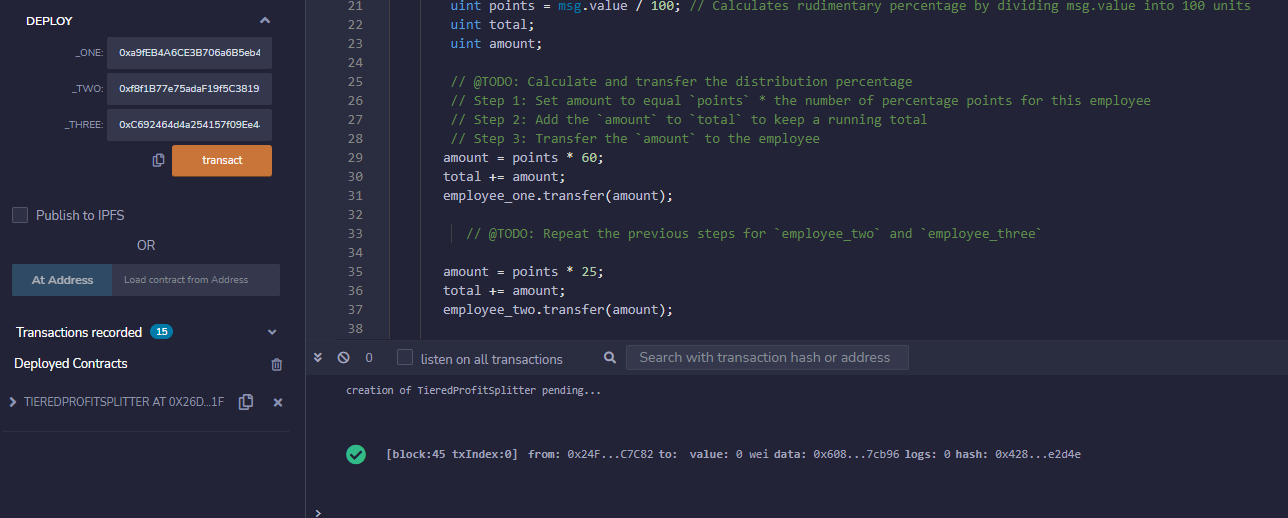 DEPLOY
_ONE: 0xa9fEB4A6CE3B706a6B5eb4
_TWO: 0xf8f1B77e75adaF19f5C3819
_THREE: 0xC692464d4a254157f09Ee4
transact
Publish to IPFS
OR
At Address Load contract from Address
Transactions recorded 15
Deployed Contracts
TIEREDPROFITSPLITTER AT 0X26D...1F
21 uint points = msg.value / 100; // Calculates rudimentary percentage by dividing msg.value into 100 units
22 uint total;
23 uint amount;
24
25 // @TODO: Calculate and transfer the distribution percentage
26 // Step 1: Set amount to equal `points` * the number of percentage points for this employee
27 // Step 2: Add the `amount` to `total` to keep a running total
28 // Step 3: Transfer the `amount` to the employee
29 amount = points * 60;
30 total += amount;
31 employee_one.transfer(amount);
32
33 // @TODO: Repeat the previous steps for `employee_two` and `employee_three`
34
35 amount = points * 25;
36 total += amount;
37 employee_two.transfer(amount);
38
0 listen on all transactions Search with transaction hash or address
creation of TieredProfitSplitter pending...
[block:45 txIndex:0] from: 0x24F...C7C82 to: value: 0 wei data: 0x608...7cb96 logs: 0 hash: 0x428...e2d4e
>